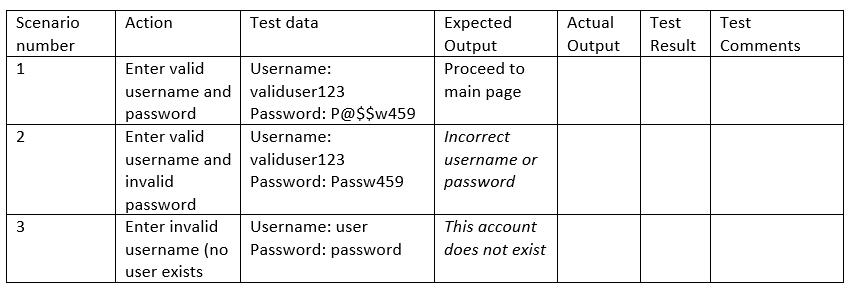 Scenario number Action Test data Expected Output Actual Output Test Result Test Comments
1 Enter valid username and password Username: validuser123 Password: P@$$w459 Proceed to main page
2 Enter valid username and invalid password Username: validuser123 Password: Passw459 Incorrect username or password
3 Enter invalid username (no user exists Username: user Password: password This account does not exist